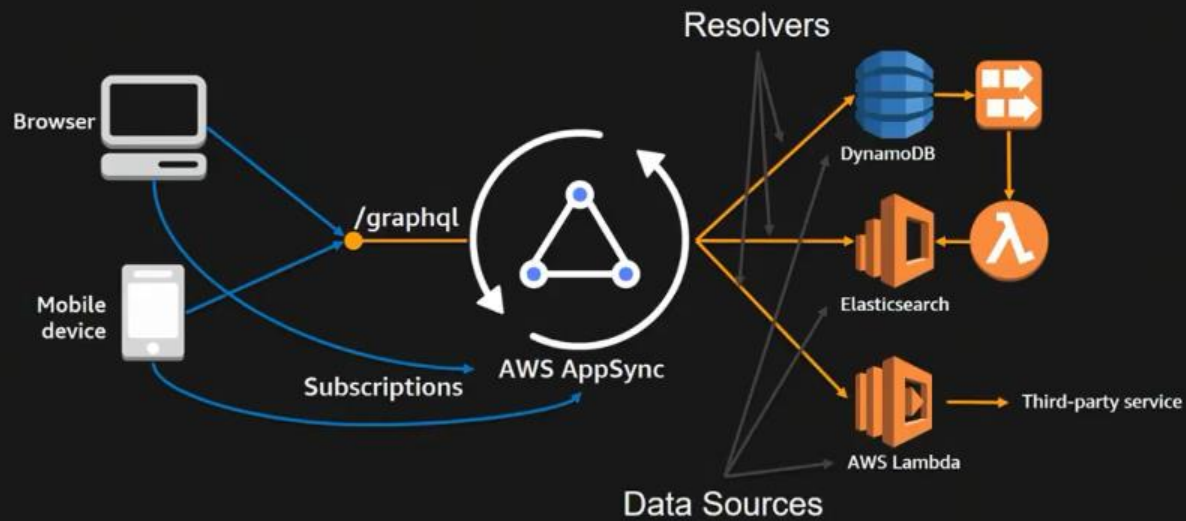 Resolvers
Browser
DynamoDB
/graphql
Mobile
device
Elasticsearch
AWS AppSync
Subscriptions
Third-party service
AWS Lambda
Data Sources
λ